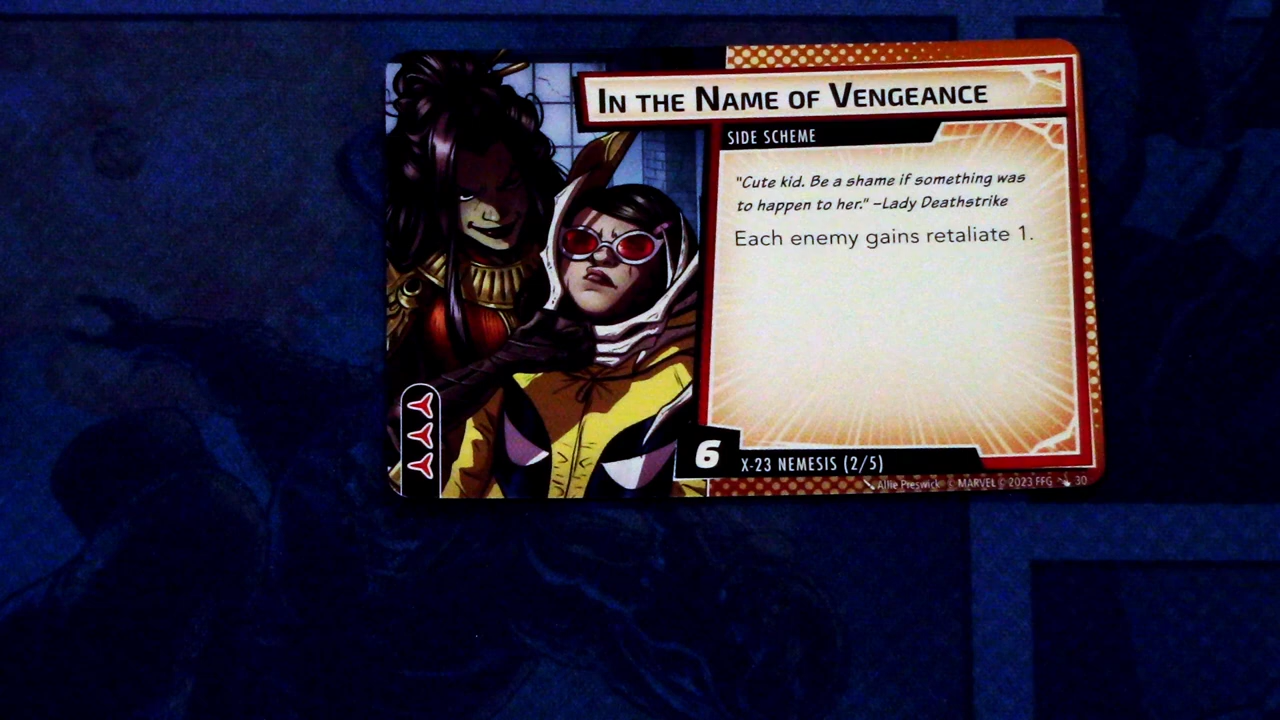 IN THE NAME OF VENGEANCE
SIDE SCHEME
"Cute kid. Be a shame if something was
to happen to her." –Lady Deathstrike
Each enemy gains retaliate 1.
6
X-23 NEMESIS (2/5)
Allie Preswick © MARVEL © 2023 FFG 30